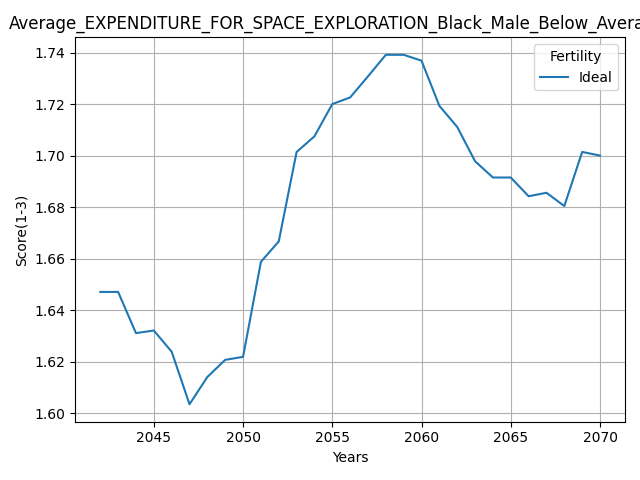 Average_EXPENDITURE_FOR_SPACE_EXPLORATION_Black_Male_Below_Avera
Fertility
Ideal
1.74
1.72
1.70
1.68
1.66
1.64
1.62
1.60
Score(1-3)
2045 2050 2055 2060 2065 2070
Years